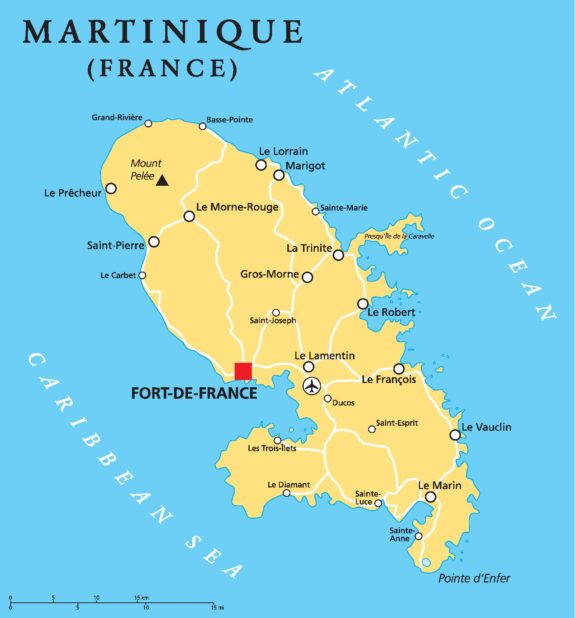 MARTINIQUE
(FRANCE)
ATLANTIC OCEAN
Grand-Rivière
Basse-Pointe
Le Lorrain
Marigot
Mount
Pelée
Le Prêcheur
Le Morne-Rouge
Sainte-Marie
Presqu'île de la Caravelle
Saint-Pierre
La Trinite
Le Carbet
Gros-Morne
Le Robert
Saint-Joseph
Le Lamentin
Le François
FORT-DE-FRANCE
Ducos
Saint-Esprit
Le Vauclin
CARIBBEAN SEA
Les Trois-Îlets
Le Diamant
Sainte-
Luce
Le Marin
Sainte-
Anne
Pointe d'Enfer
0 5 10 15 km
0 5 10 15 mi